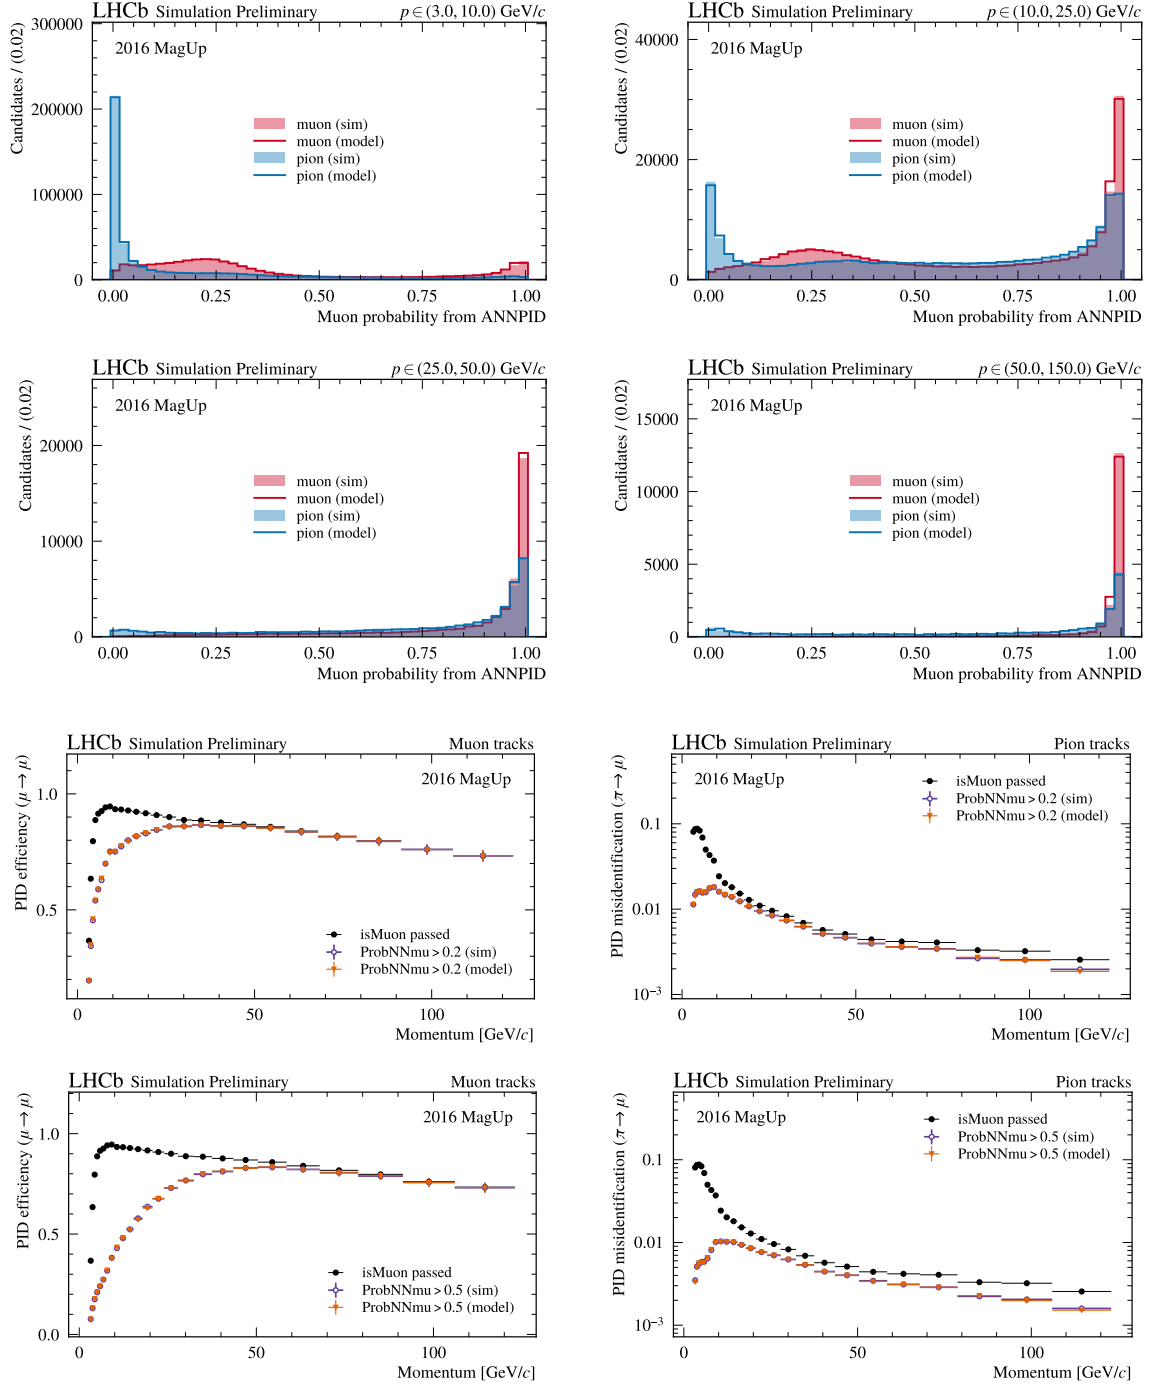 LHCb Simulation Preliminary p ∈ (3.0, 10.0) GeV/c
2016 MagUp
Candidates / (0.02)
200000
100000
0
muon (sim)
muon (model)
pion (sim)
pion (model)
0.00 0.25 0.50 0.75 1.00
Muon probability from ANNPID
LHCb Simulation Preliminary p ∈ (10.0, 25.0) GeV/c
2016 MagUp
Candidates / (0.02)
40000
20000
0
muon (sim)
muon (model)
pion (sim)
pion (model)
0.00 0.25 0.50 0.75 1.00
Muon probability from ANNPID
LHCb Simulation Preliminary p ∈ (25.0, 50.0) GeV/c
2016 MagUp
Candidates / (0.02)
20000
10000
0
muon (sim)
muon (model)
pion (sim)
pion (model)
0.00 0.25 0.50 0.75 1.00
Muon probability from ANNPID
LHCb Simulation Preliminary p ∈ (50.0, 150.0) GeV/c
2016 MagUp
Candidates / (0.02)
15000
10000
5000
0
muon (sim)
muon (model)
pion (sim)
pion (model)
0.00 0.25 0.50 0.75 1.00
Muon probability from ANNPID
LHCb Simulation Preliminary Muon tracks
2016 MagUp
PID efficiency (μ → μ)
1.0
0.5
isMuon passed
ProbNNmu > 0.2 (sim)
ProbNNmu > 0.2 (model)
0 50 100
Momentum [GeV/c]
LHCb Simulation Preliminary Pion tracks
2016 MagUp
PID misidentification (π → μ)
0.1
0.01
10⁻³
isMuon passed
ProbNNmu > 0.2 (sim)
ProbNNmu > 0.2 (model)
0 50 100
Momentum [GeV/c]
LHCb Simulation Preliminary Muon tracks
2016 MagUp
PID efficiency (μ → μ)
1.0
0.5
0.0
isMuon passed
ProbNNmu > 0.5 (sim)
ProbNNmu > 0.5 (model)
0 50 100
Momentum [GeV/c]
LHCb Simulation Preliminary Pion tracks
2016 MagUp
PID misidentification (π → μ)
0.1
0.01
10⁻³
isMuon passed
ProbNNmu > 0.5 (sim)
ProbNNmu > 0.5 (model)
0 50 100
Momentum [GeV/c]